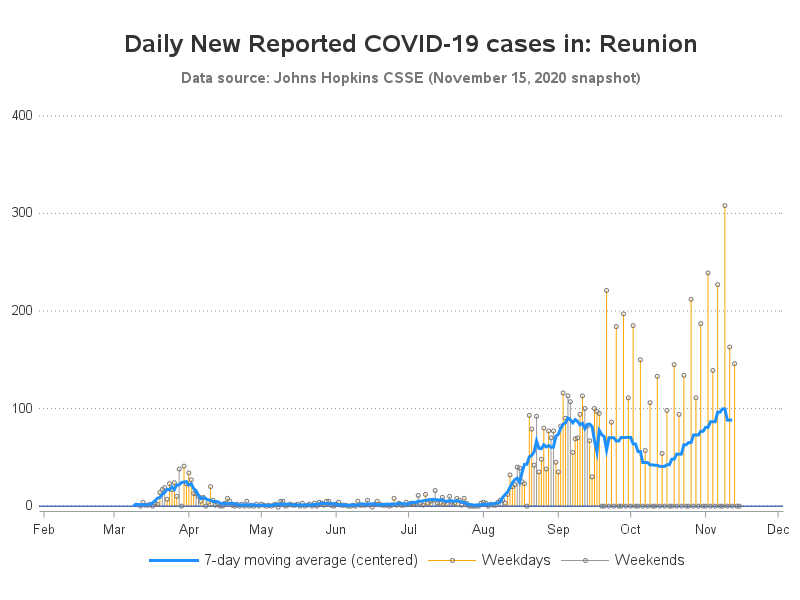 Daily New Reported COVID-19 cases in: Reunion
Data source: Johns Hopkins CSSE (November 15, 2020 snapshot)
400
300
200
100
0
Feb Mar Apr May Jun Jul Aug Sep Oct Nov Dec
7-day moving average (centered) Weekdays Weekends